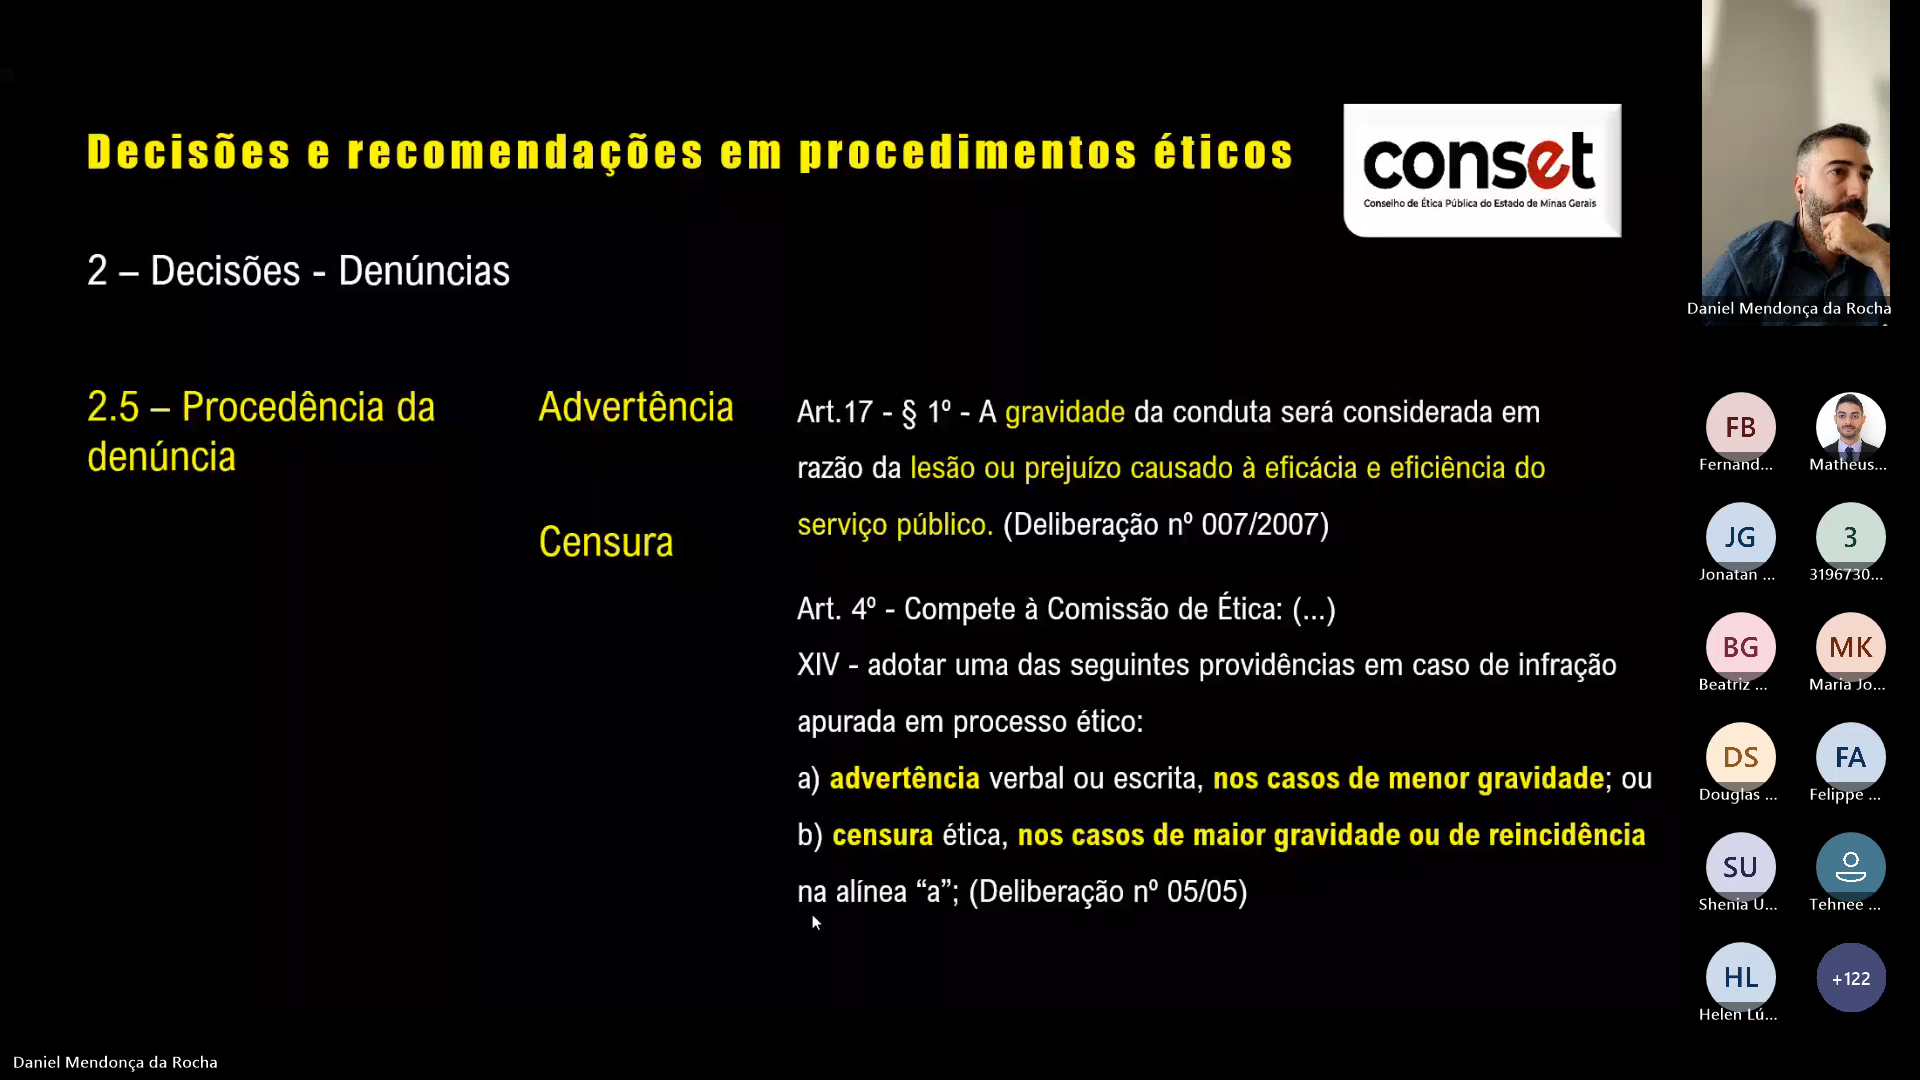 Decisões e recomendações em procedimentos éticos
conset
Conselho de Ética Pública do Estado de Minas Gerais
2 – Decisões - Denúncias
2.5 – Procedência da
denúncia
Advertência
Censura
Art.17 - § 1º - A gravidade da conduta será considerada em
razão da lesão ou prejuízo causado à eficácia e eficiência do
serviço público. (Deliberação nº 007/2007)
Art. 4º - Compete à Comissão de Ética: (...)
XIV - adotar uma das seguintes providências em caso de infração
apurada em processo ético:
a) advertência verbal ou escrita, nos casos de menor gravidade; ou
b) censura ética, nos casos de maior gravidade ou de reincidência
na alínea “a”; (Deliberação nº 05/05)
Daniel Mendonça da Rocha
FB
Fernand...
Matheus...
JG
Jonatan ...
3
3196730...
BG
Beatriz ...
MK
Maria Jo...
DS
Douglas ...
FA
Felippe ...
SU
Shenia U...
Tehnee ...
HL
Helen Lú...
+122
Daniel Mendonça da Rocha